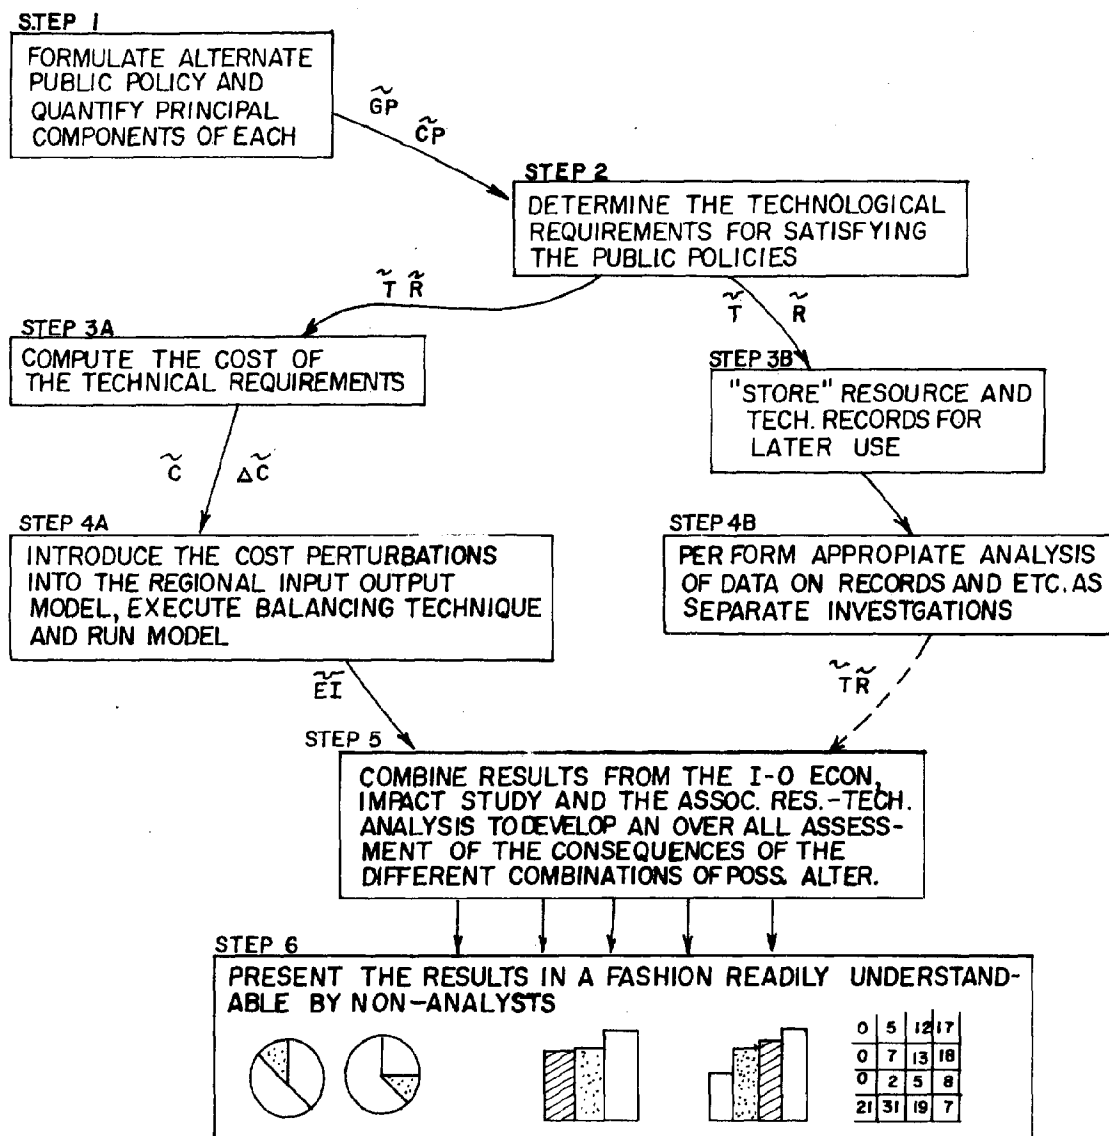 STEP 1
FORMULATE ALTERNATE
PUBLIC POLICY AND
QUANTIFY PRINCIPAL
COMPONENTS OF EACH
G̃P
C̃P
STEP 2
DETERMINE THE TECHNOLOGICAL
REQUIREMENTS FOR SATISFYING
THE PUBLIC POLICIES
T̃ R̃
T̃ R̃
STEP 3A
COMPUTE THE COST OF
THE TECHNICAL REQUIREMENTS
STEP 3B
"STORE" RESOURCE AND
TECH. RECORDS FOR
LATER USE
C̃ ΔC̃
STEP 4A
INTRODUCE THE COST PERTURBATIONS
INTO THE REGIONAL INPUT OUTPUT
MODEL, EXECUTE BALANCING TECHNIQUE
AND RUN MODEL
STEP 4B
PERFORM APPROPIATE ANALYSIS
OF DATA ON RECORDS AND ETC. AS
SEPARATE INVESTGATIONS
ẼI
T̃R̃
STEP 5
COMBINE RESULTS FROM THE I-O ECON,
IMPACT STUDY AND THE ASSOC. RES.-TECH.
ANALYSIS TO DEVELOP AN OVER ALL ASSESS-
MENT OF THE CONSEQUENCES OF THE
DIFFERENT COMBINATIONS OF POSS. ALTER.
STEP 6
PRESENT THE RESULTS IN A FASHION READILY UNDERSTAND-
ABLE BY NON-ANALYSTS
0 5 12 17
0 7 13 18
0 2 5 8
21 31 19 7